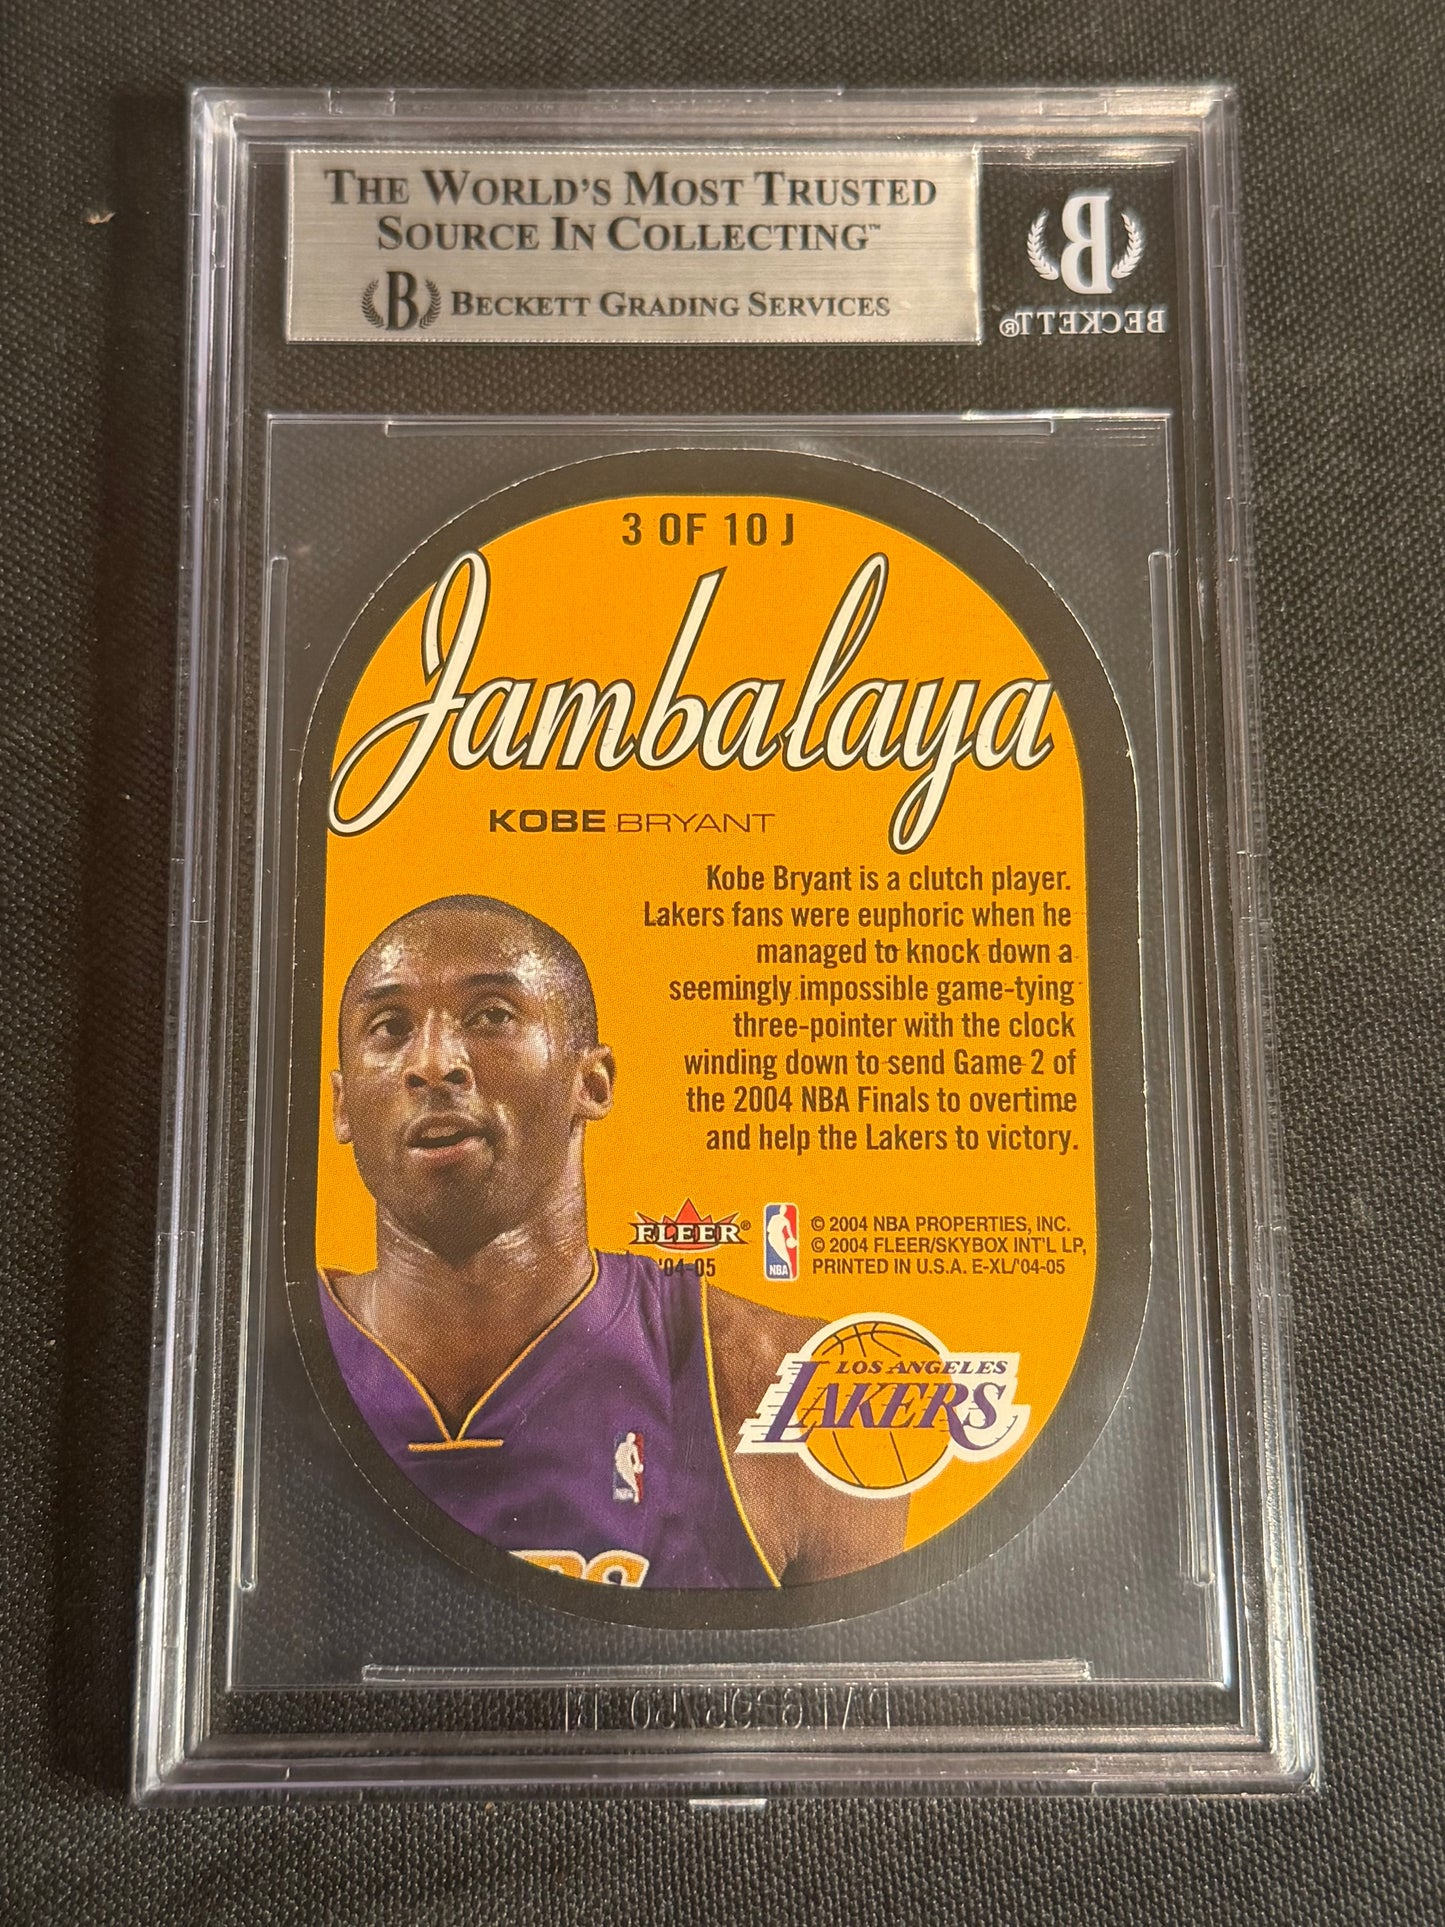 THE WORLD'S MOST TRUSTED
SOURCE IN COLLECTING™
B BECKETT GRADING SERVICES
B
BECKETT®
3 OF 10 J
Jambalaya
KOBE BRYANT
Kobe Bryant is a clutch player.
Lakers fans were euphoric when he
managed to knock down a
seemingly impossible game-tying
three-pointer with the clock
winding down to send Game 2 of
the 2004 NBA Finals to overtime
and help the Lakers to victory.
FLEER®
'04-05
NBA
© 2004 NBA PROPERTIES, INC.
© 2004 FLEER/SKYBOX INT'L LP,
PRINTED IN U.S.A. E-XL/'04-05
LOS ANGELES
LAKERS
NBA